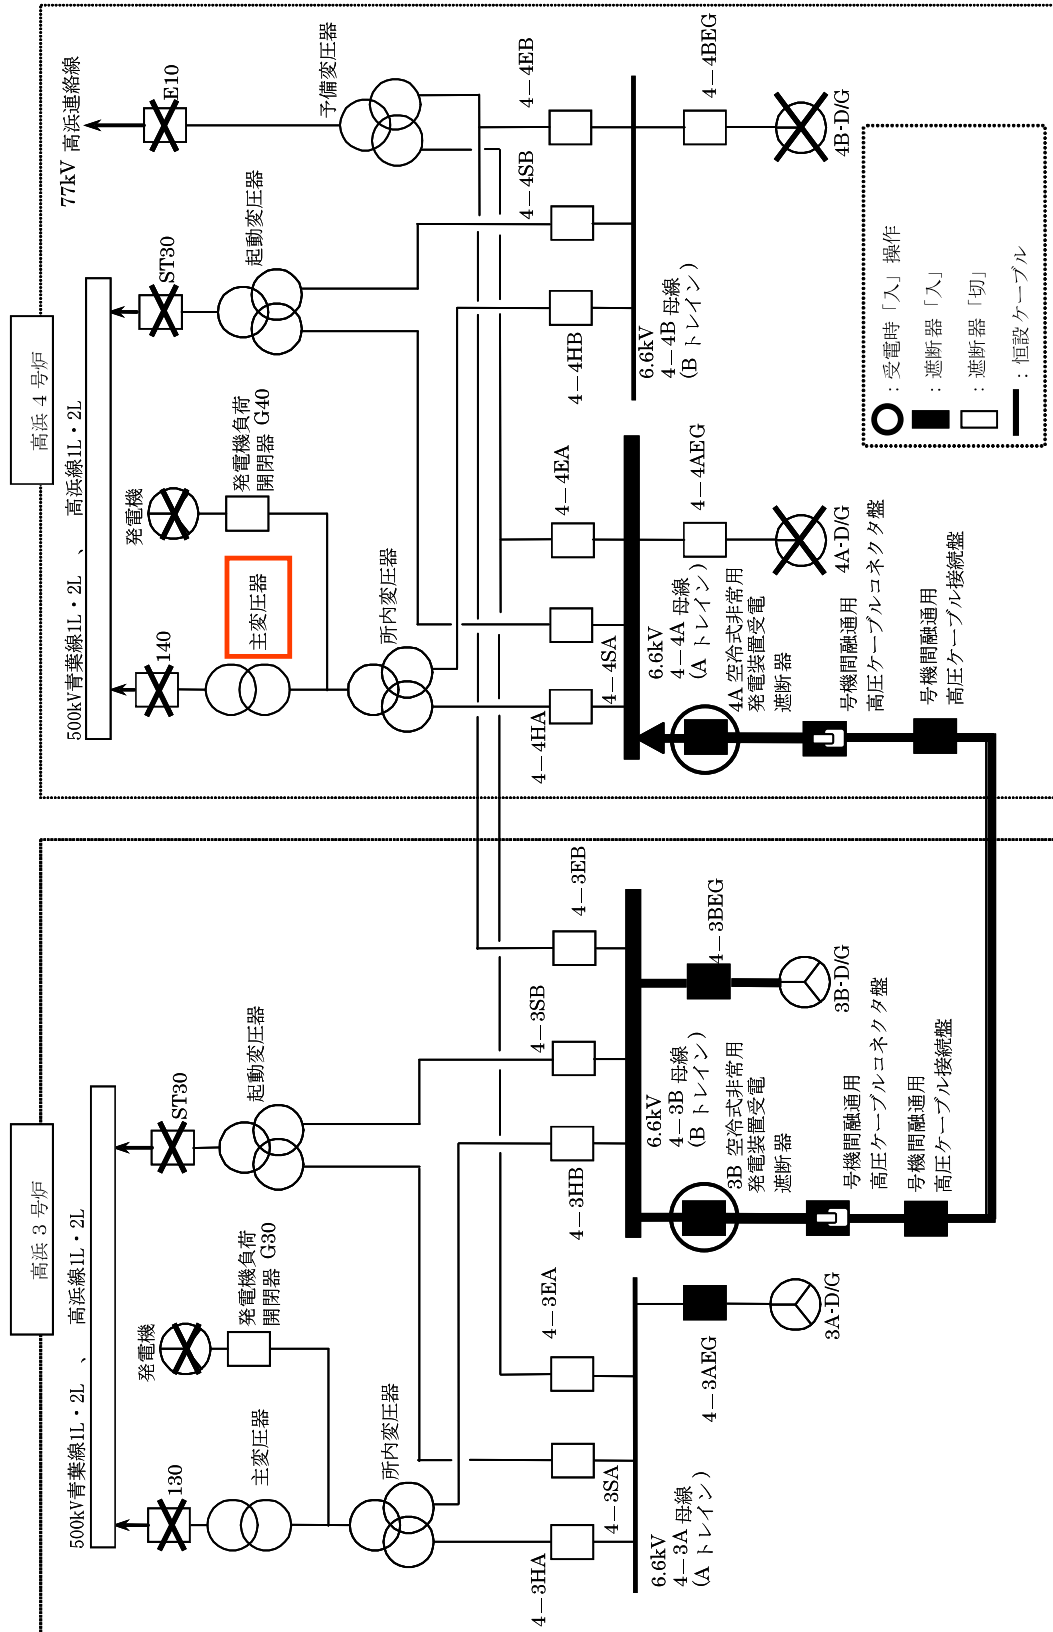 高浜 3 号炉
500kV青葉線1L・2L 、 高浜線1L・2L
130
ST30
主変圧器
発電機
発電機負荷
開閉器 G30
起動変圧器
所内変圧器
4－3HA
4－3SA
4－3EA
4－3HB
4－3SB
4－3EB
6.6kV
4－3A 母線
(A トレイン)
6.6kV
4－3B 母線
(B トレイン)
4－3AEG
3A-D/G
4－3BEG
3B-D/G
3B 空冷式非常用
発電装置受電
遮断器
号機間融通用
高圧ケーブルコネクタ盤
号機間融通用
高圧ケーブル接続盤
高浜 4 号炉
500kV青葉線1L・2L 、 高浜線1L・2L
77kV 高浜連絡線
140
ST30
E10
主変圧器
発電機
発電機負荷
開閉器 G40
起動変圧器
予備変圧器
所内変圧器
4－4HA
4－4SA
4－4EA
4－4HB
4－4SB
4－4EB
6.6kV
4－4A 母線
(A トレイン)
6.6kV
4－4B 母線
(B トレイン)
4－4AEG
4A-D/G
4－4BEG
4B-D/G
4A 空冷式非常用
発電装置受電
遮断器
号機間融通用
高圧ケーブルコネクタ盤
号機間融通用
高圧ケーブル接続盤
：受電時「入」操作
：遮断器「入」
：遮断器「切」
：恒設ケーブル